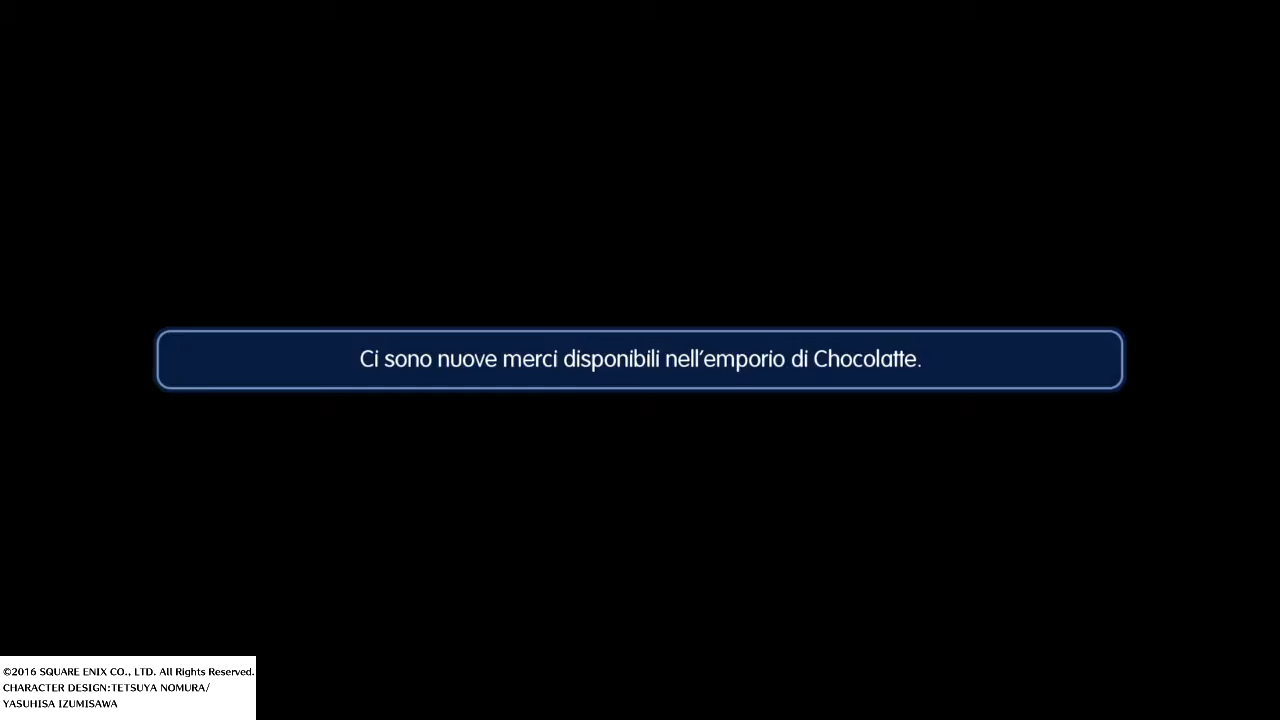 Ci sono nuove merci disponibili nell'emporio di Chocolatte.
©2016 SQUARE ENIX CO., LTD. All Rights Reserved.
CHARACTER DESIGN:TETSUYA NOMURA/
YASUHISA IZUMISAWA